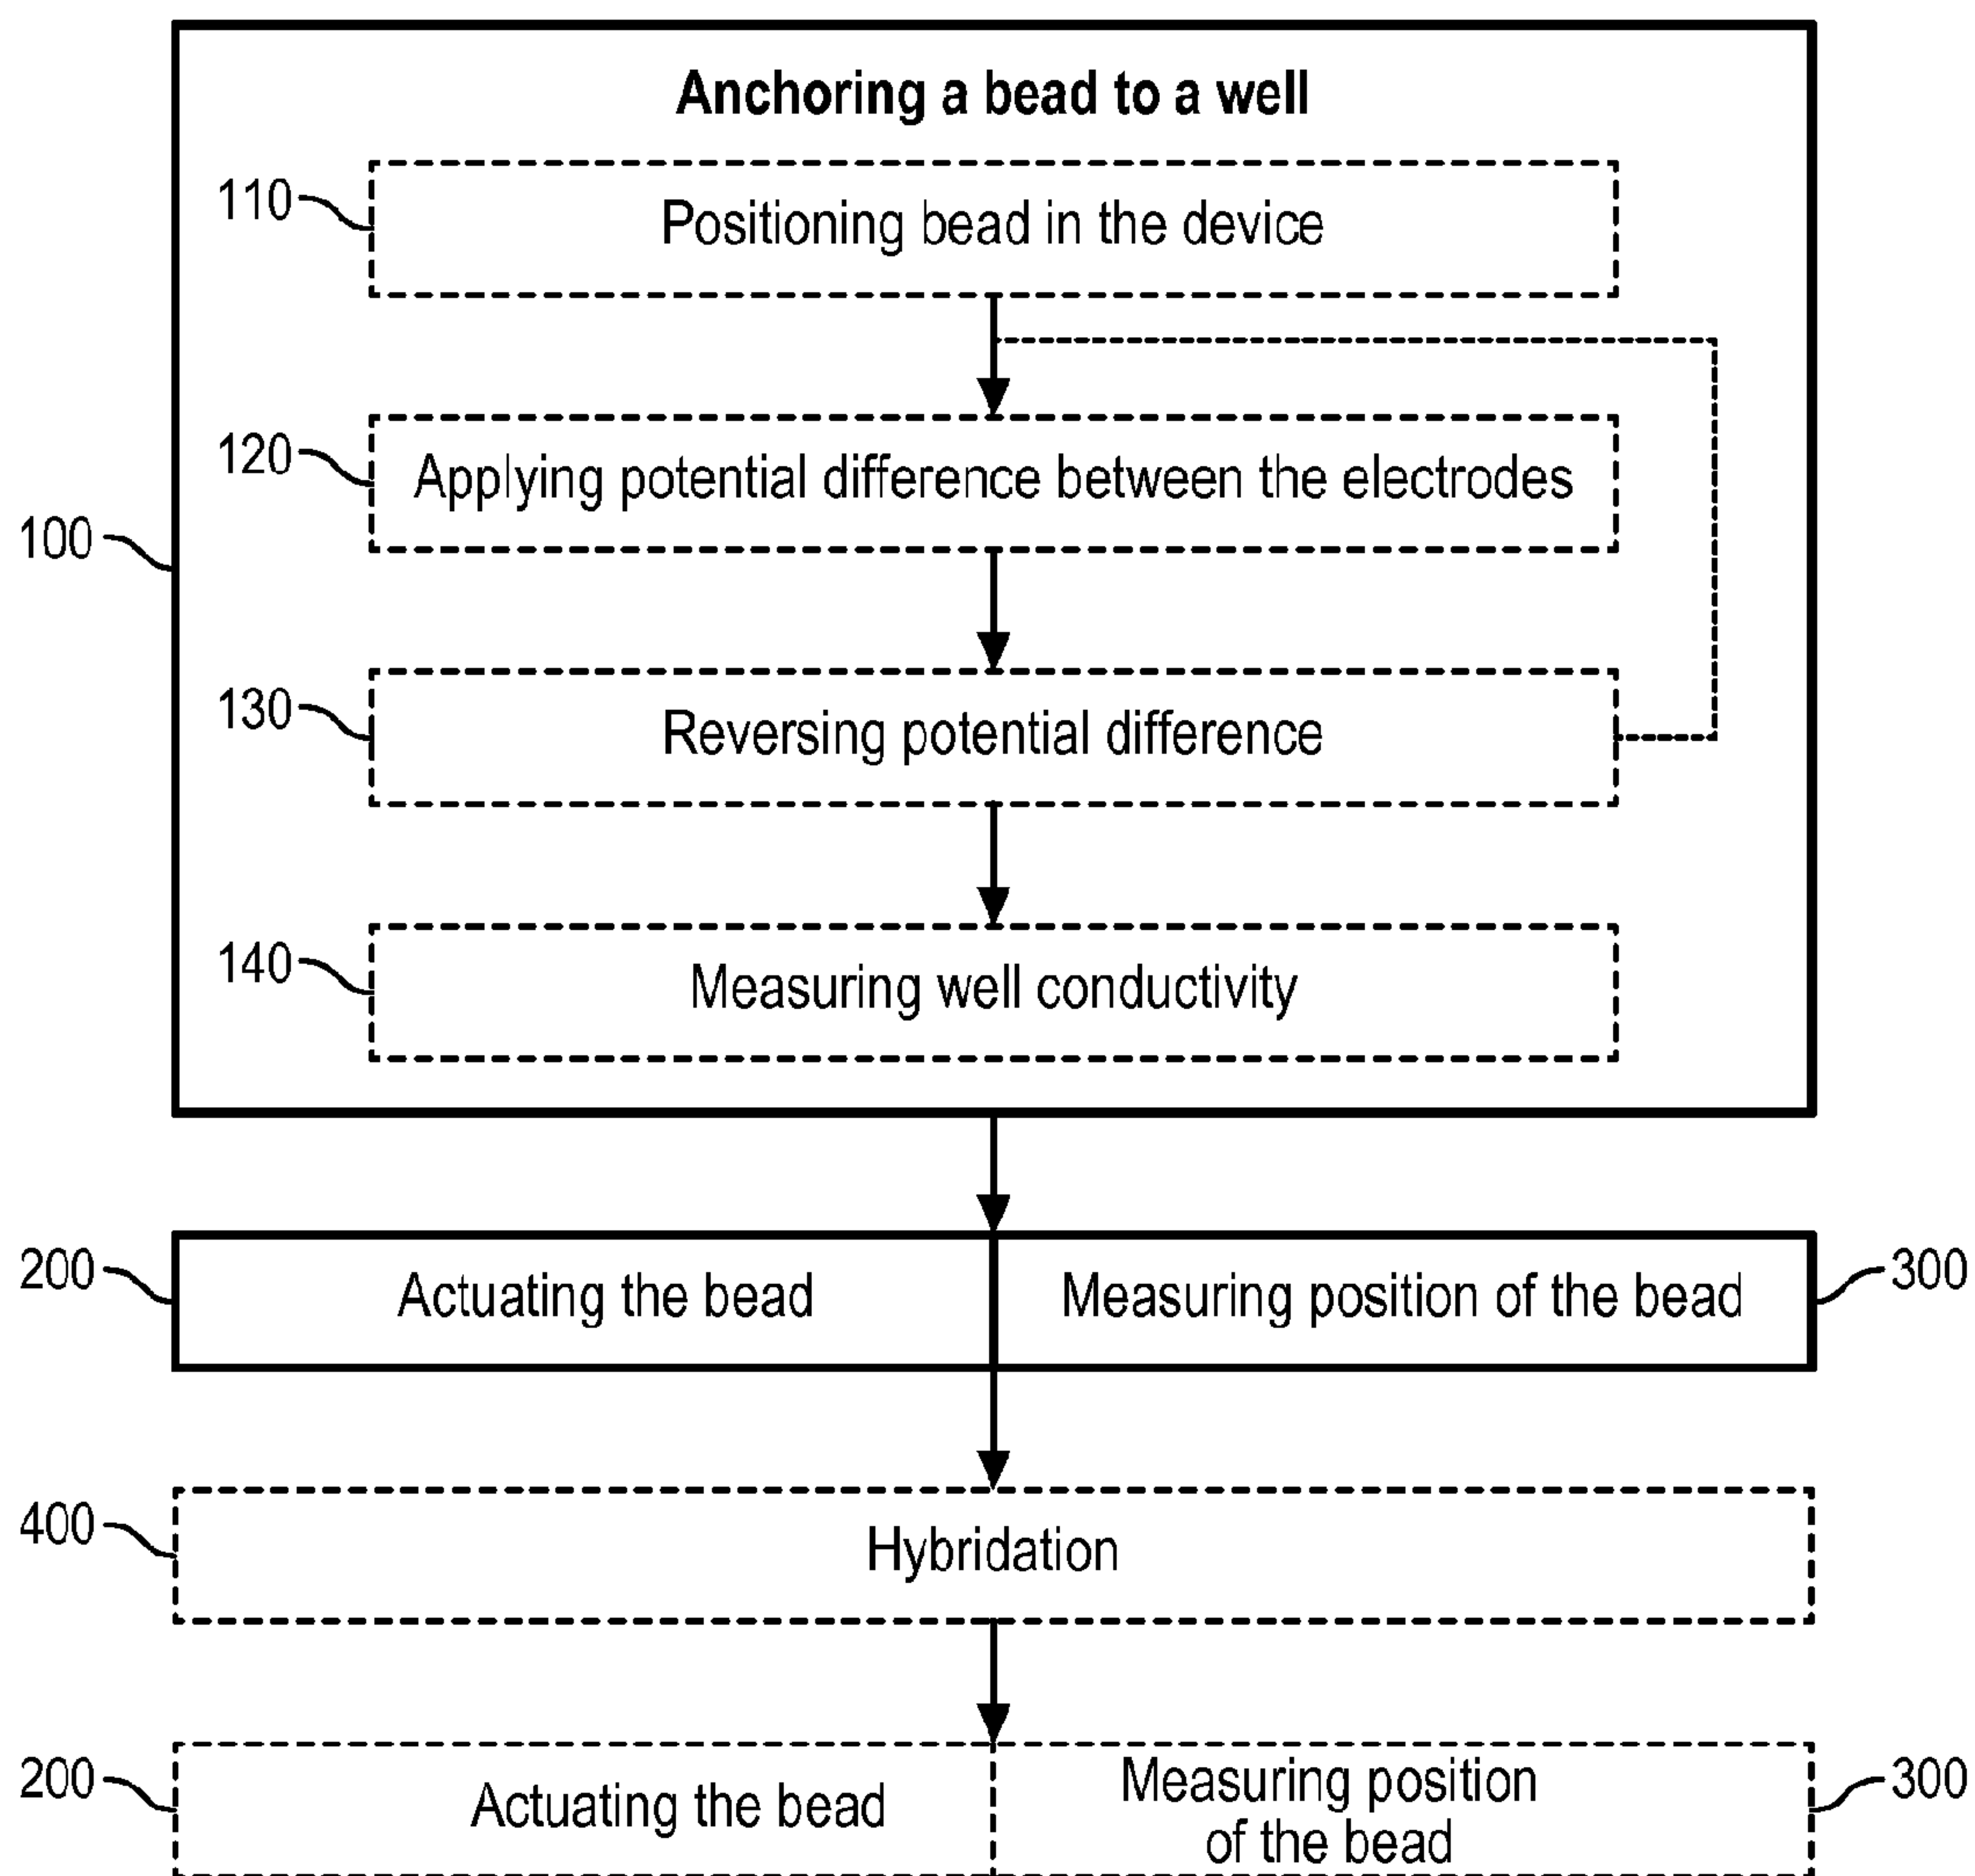 Anchoring a bead to a well
110
Positioning bead in the device
120
Applying potential difference between the electrodes
100
130
Reversing potential difference
140
Measuring well conductivity
200
Actuating the bead
Measuring position of the bead
300
400
Hybridation
200
Actuating the bead
Measuring position
of the bead
300